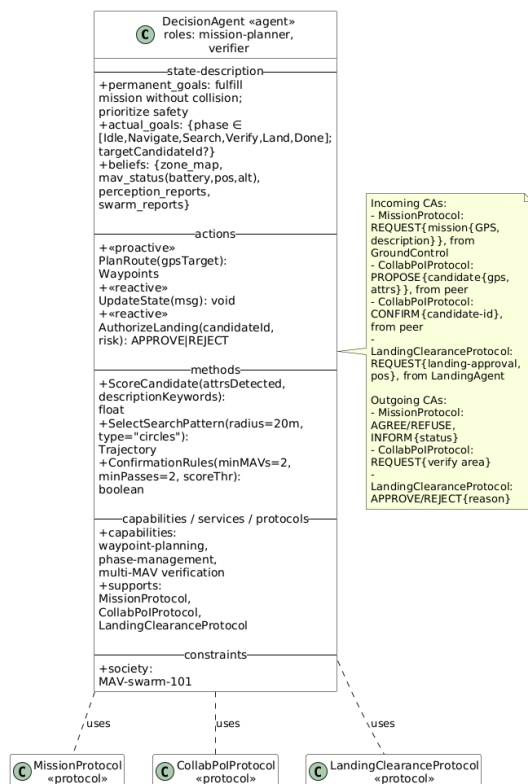 DecisionAgent «agent»
roles: mission-planner,
verifier
C
state-description
+permanent_goals: fulfill
mission without collision;
prioritize safety
+actual_goals: {phase ∈
[Idle,Navigate,Search,Verify,Land,Done];
targetCandidateId?}
+beliefs: {zone_map,
mav_status(battery,pos,alt),
perception_reports,
swarm_reports}
actions
+«proactive»
PlanRoute(gpsTarget):
Waypoints
+«reactive»
UpdateState(msg): void
+«reactive»
AuthorizeLanding(candidateId,
risk): APPROVE|REJECT
methods
+ScoreCandidate(attrsDetected,
descriptionKeywords):
float
+SelectSearchPattern(radius=20m,
type="circles"):
Trajectory
+ConfirmationRules(minMAVs=2,
minPasses=2, scoreThr):
boolean
capabilities / services / protocols
+capabilities:
waypoint-planning,
phase-management,
multi-MAV verification
+supports:
MissionProtocol,
CollabPoIProtocol,
LandingClearanceProtocol
constraints
+society:
MAV-swarm-101
Incoming CAs:
- MissionProtocol:
REQUEST{mission{GPS,
description}}, from
GroundControl
- CollabPoIProtocol:
PROPOSE{candidate{gps,
attrs}}, from peer
- CollabPoIProtocol:
CONFIRM{candidate-id},
from peer
-
LandingClearanceProtocol:
REQUEST{landing-approval,
pos}, from LandingAgent
Outgoing CAs:
- MissionProtocol:
AGREE/REFUSE,
INFORM{status}
- CollabPoIProtocol:
REQUEST{verify area}
-
LandingClearanceProtocol:
APPROVE/REJECT{reason}
uses
uses
uses
C
MissionProtocol
«protocol»
C
CollabPoIProtocol
«protocol»
C
LandingClearanceProtocol
«protocol»